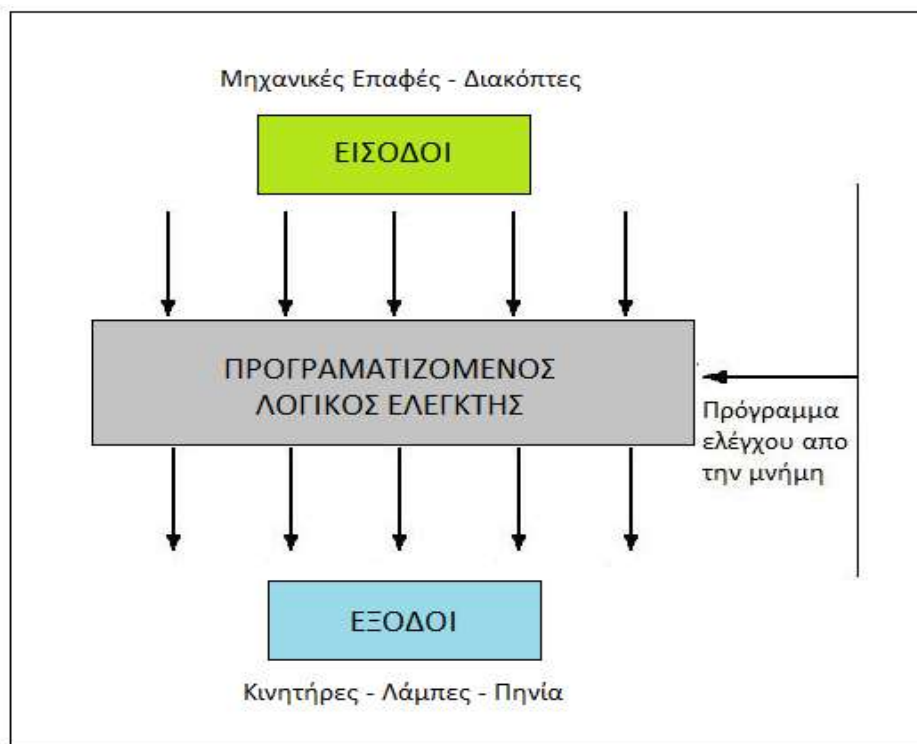 Μηχανικές Επαφές - Διακόπτες
ΕΙΣΟΔΟΙ
ΠΡΟΓΡΑΜΑΤΙΖΟΜΕΝΟΣ
ΛΟΓΙΚΟΣ ΕΛΕΓΚΤΗΣ
Πρόγραμμα
ελέγχου απο
την μνήμη
ΕΞΟΔΟΙ
Κινητήρες - Λάμπες - Πηνία